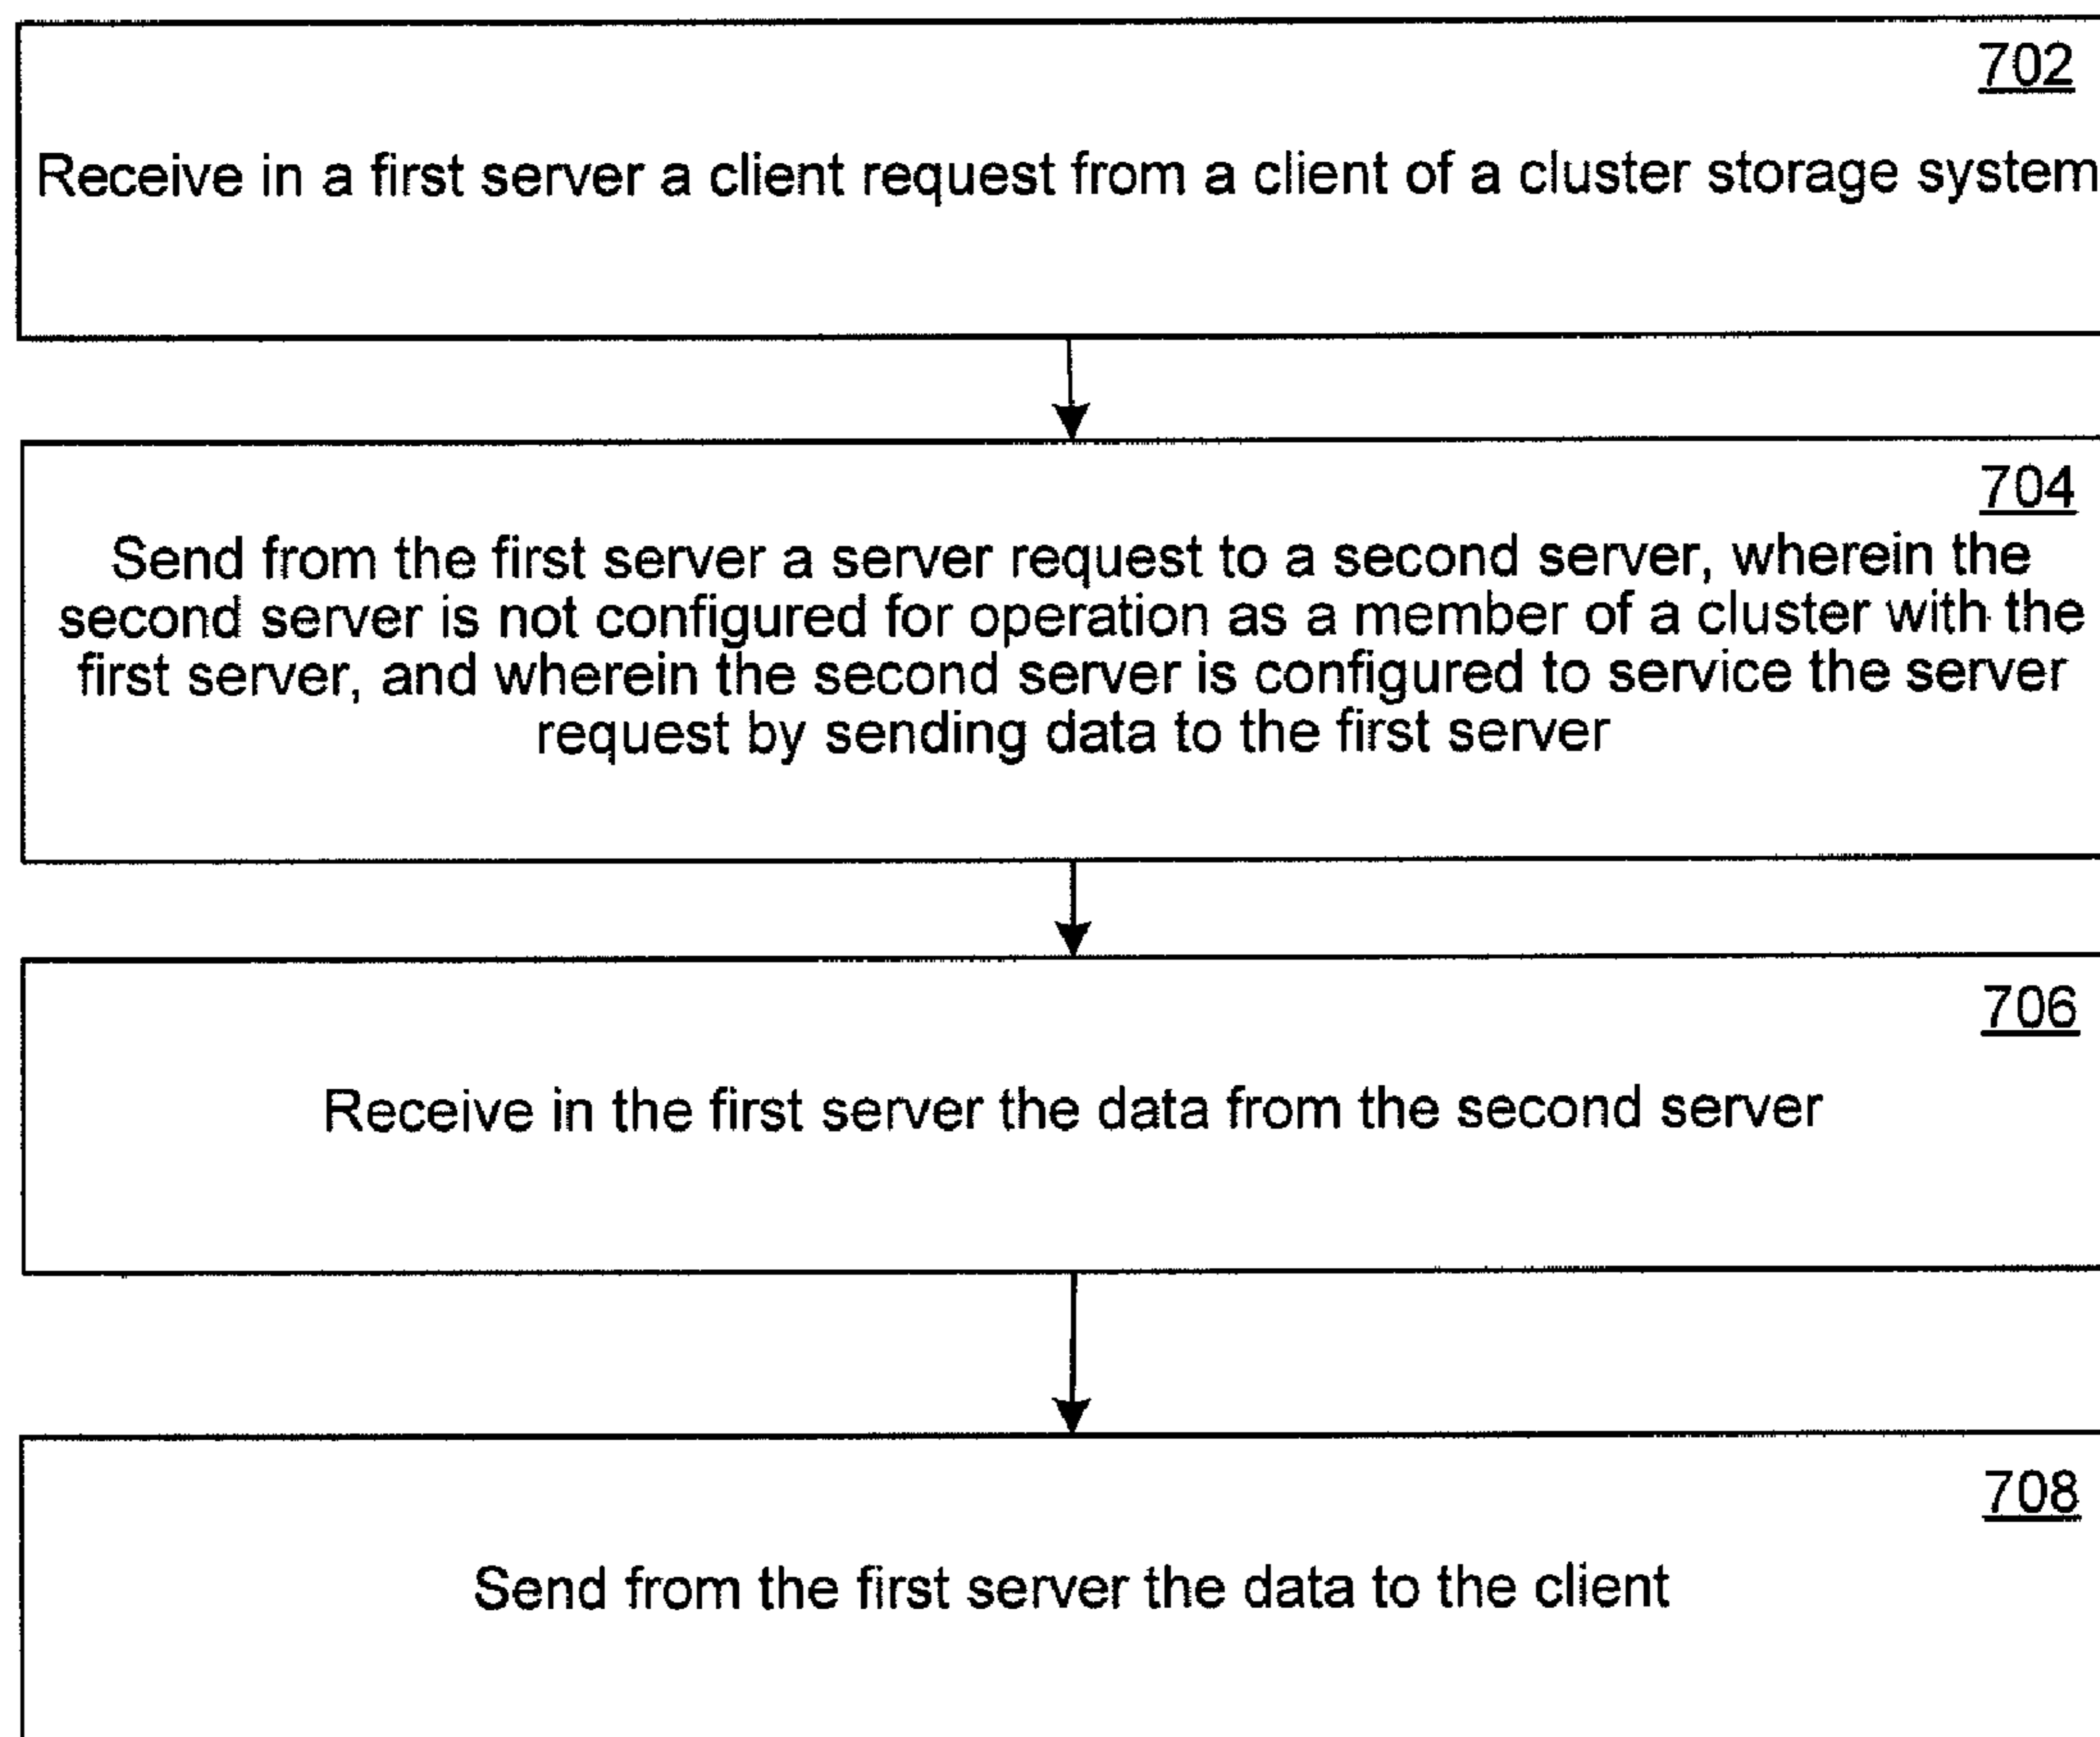 702
Receive in a first server a client request from a client of a cluster storage system
704
Send from the first server a server request to a second server, wherein the
second server is not configured for operation as a member of a cluster with the
first server, and wherein the second server is configured to service the server
request by sending data to the first server
706
Receive in the first server the data from the second server
708
Send from the first server the data to the client